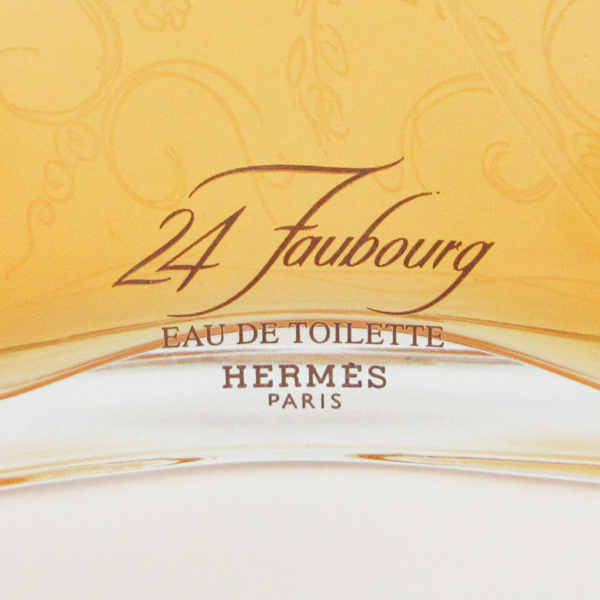 24 Faubourg
EAU DE TOILETTE
HERMÈS
PARIS